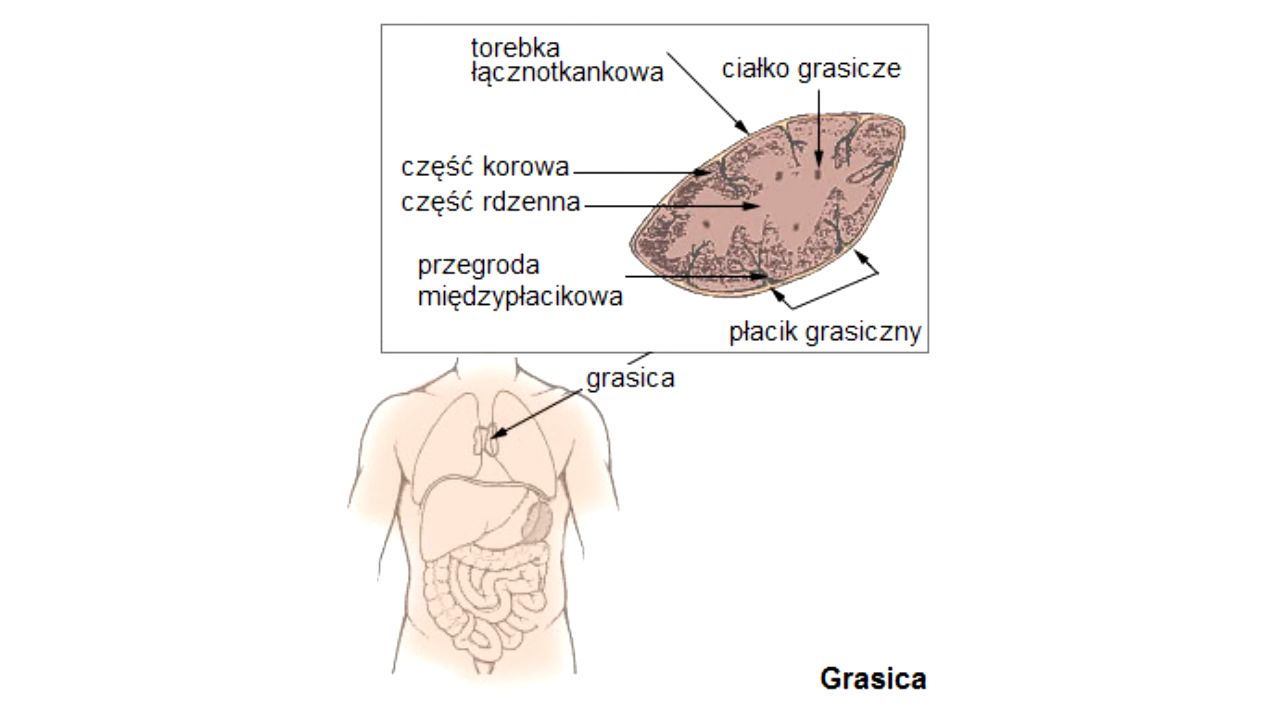 torebka
łącznotkankowa
ciałko grasicze
część korowa
część rdzenna
przegroda
międzypłacikowa
płacik grasiczny
grasica
Grasica